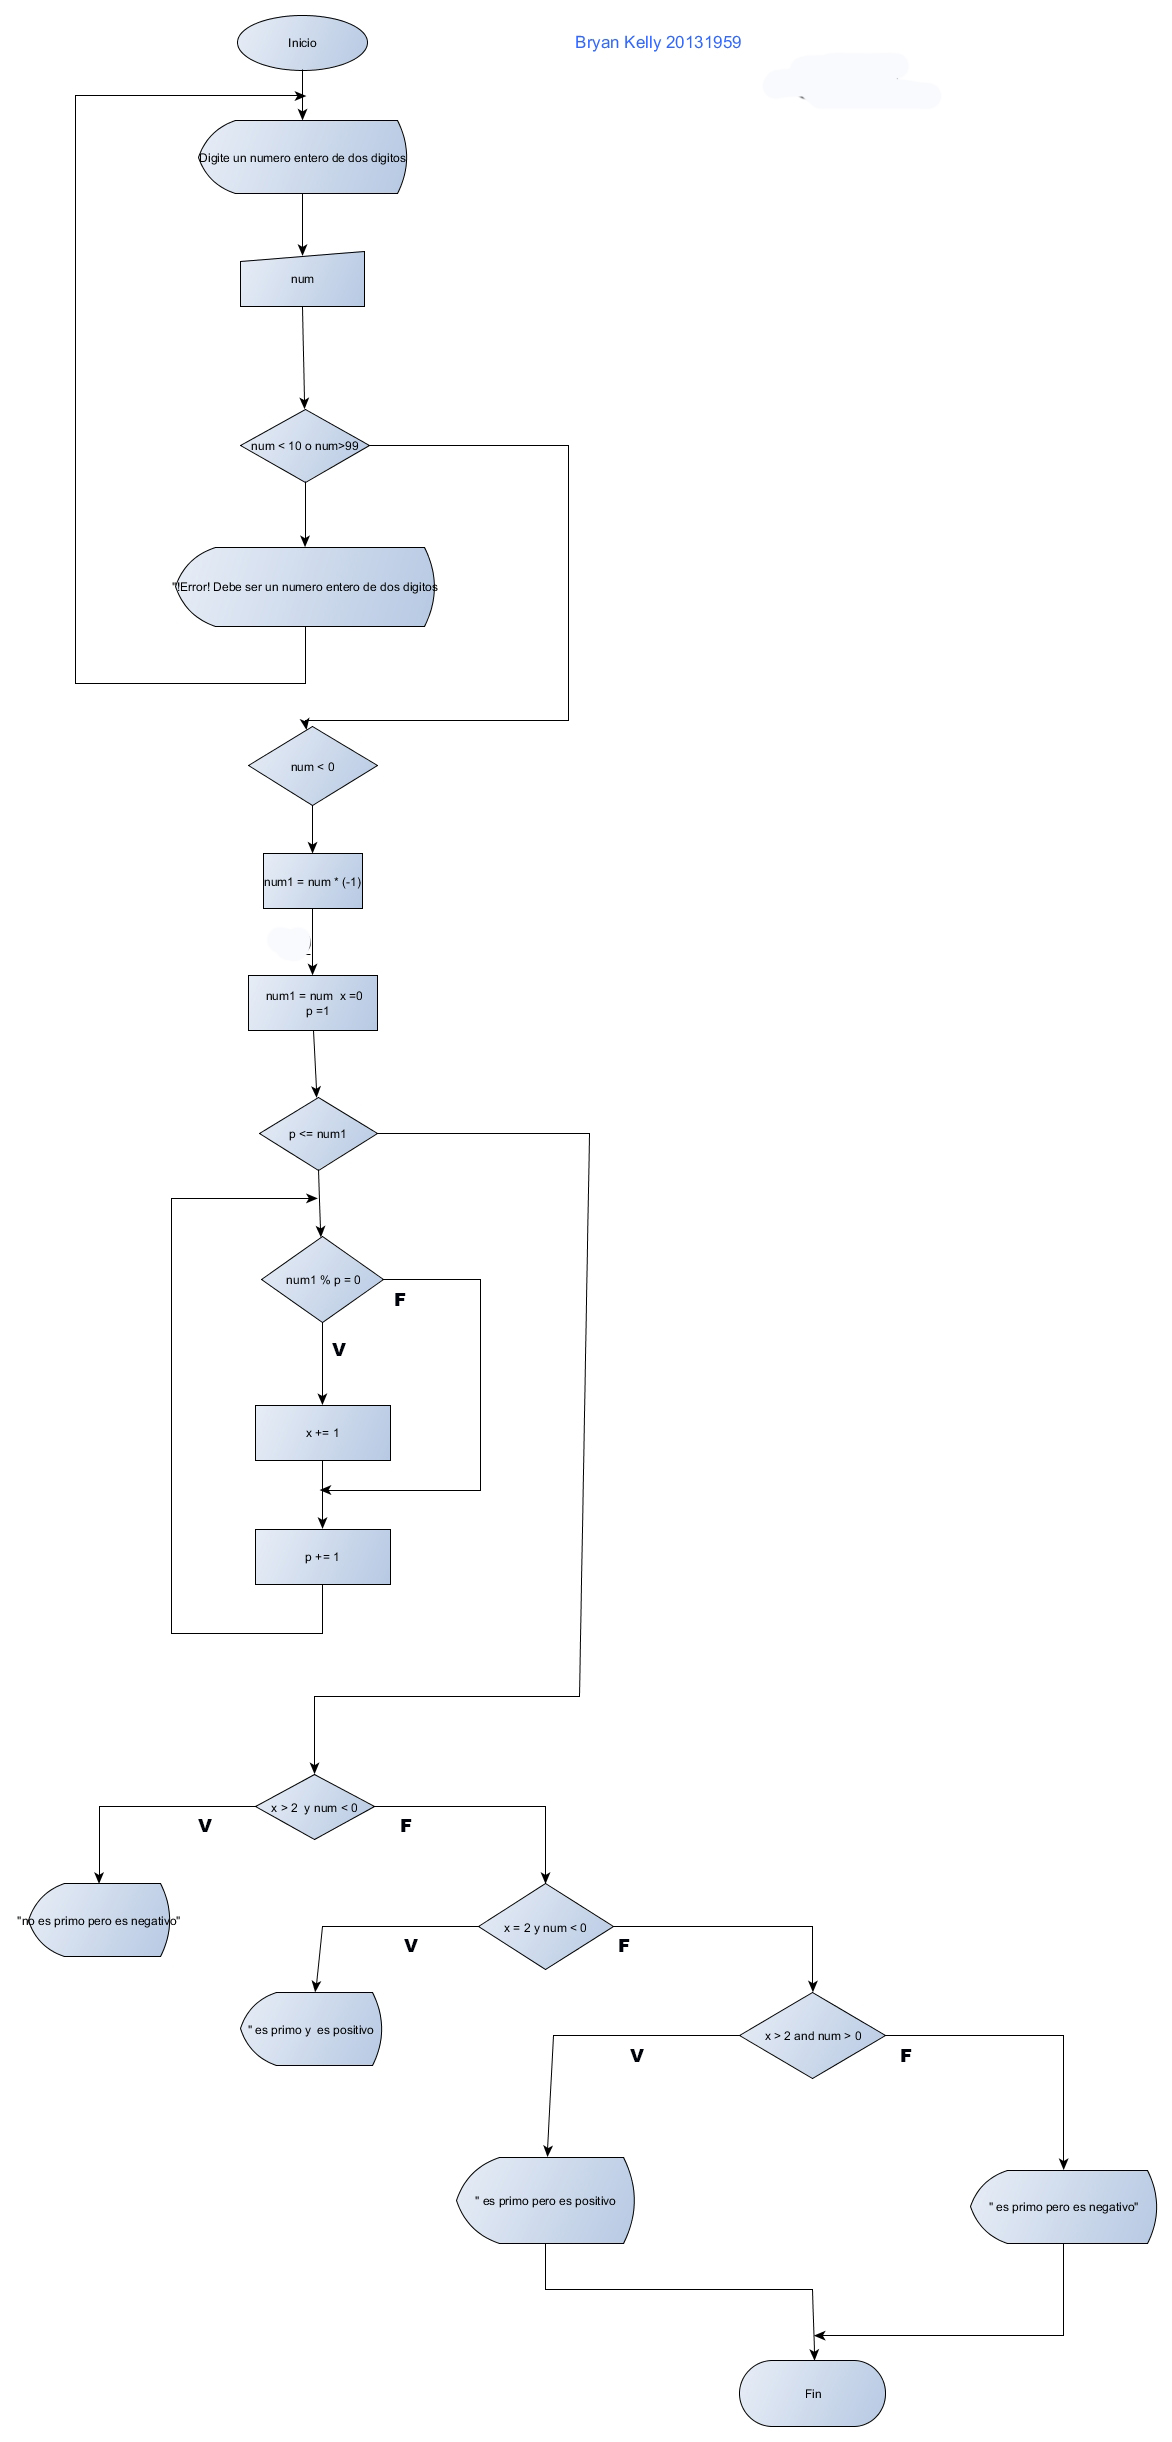 Inicio
Bryan Kelly 20131959
Digite un numero entero de dos digitos
num
num < 10 o num>99
"!Error! Debe ser un numero entero de dos digitos
num < 0
num1 = num * (-1)
num1 = num  x =0
p =1
p <= num1
num1 % p = 0
F
V
x += 1
p += 1
x > 2  y num < 0
V
F
"no es primo pero es negativo"
x = 2 y num < 0
V
F
" es primo y  es positivo
x > 2 and num > 0
V
F
" es primo pero es positivo
" es primo pero es negativo"
Fin